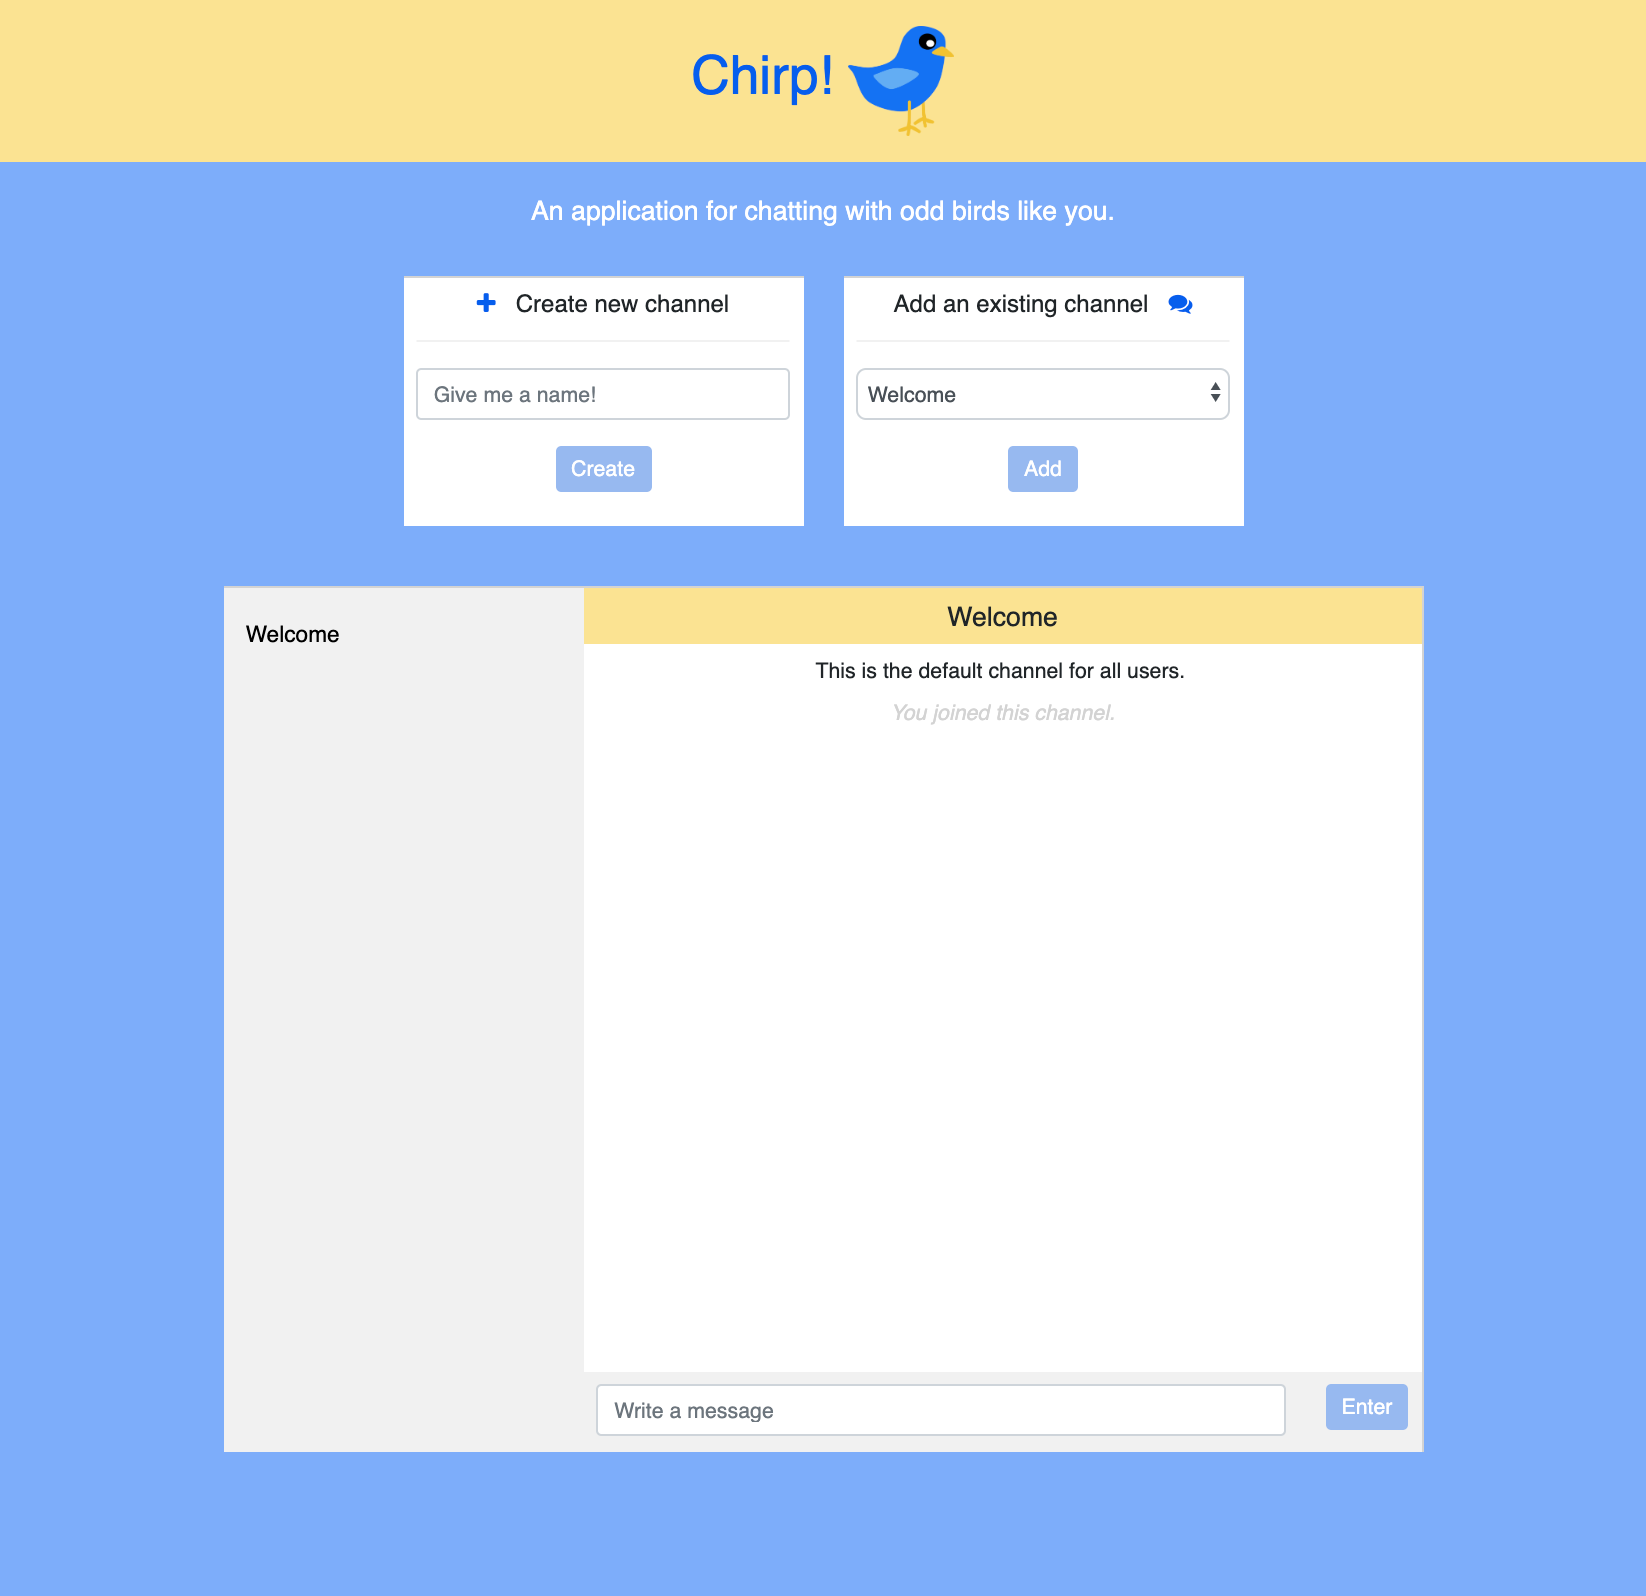 Chirp!
An application for chatting with odd birds like you.
Create new channel
Give me a name!
Create
Add an existing channel
Welcome
Add
Welcome
Welcome
This is the default channel for all users.
You joined this channel.
Write a message
Enter